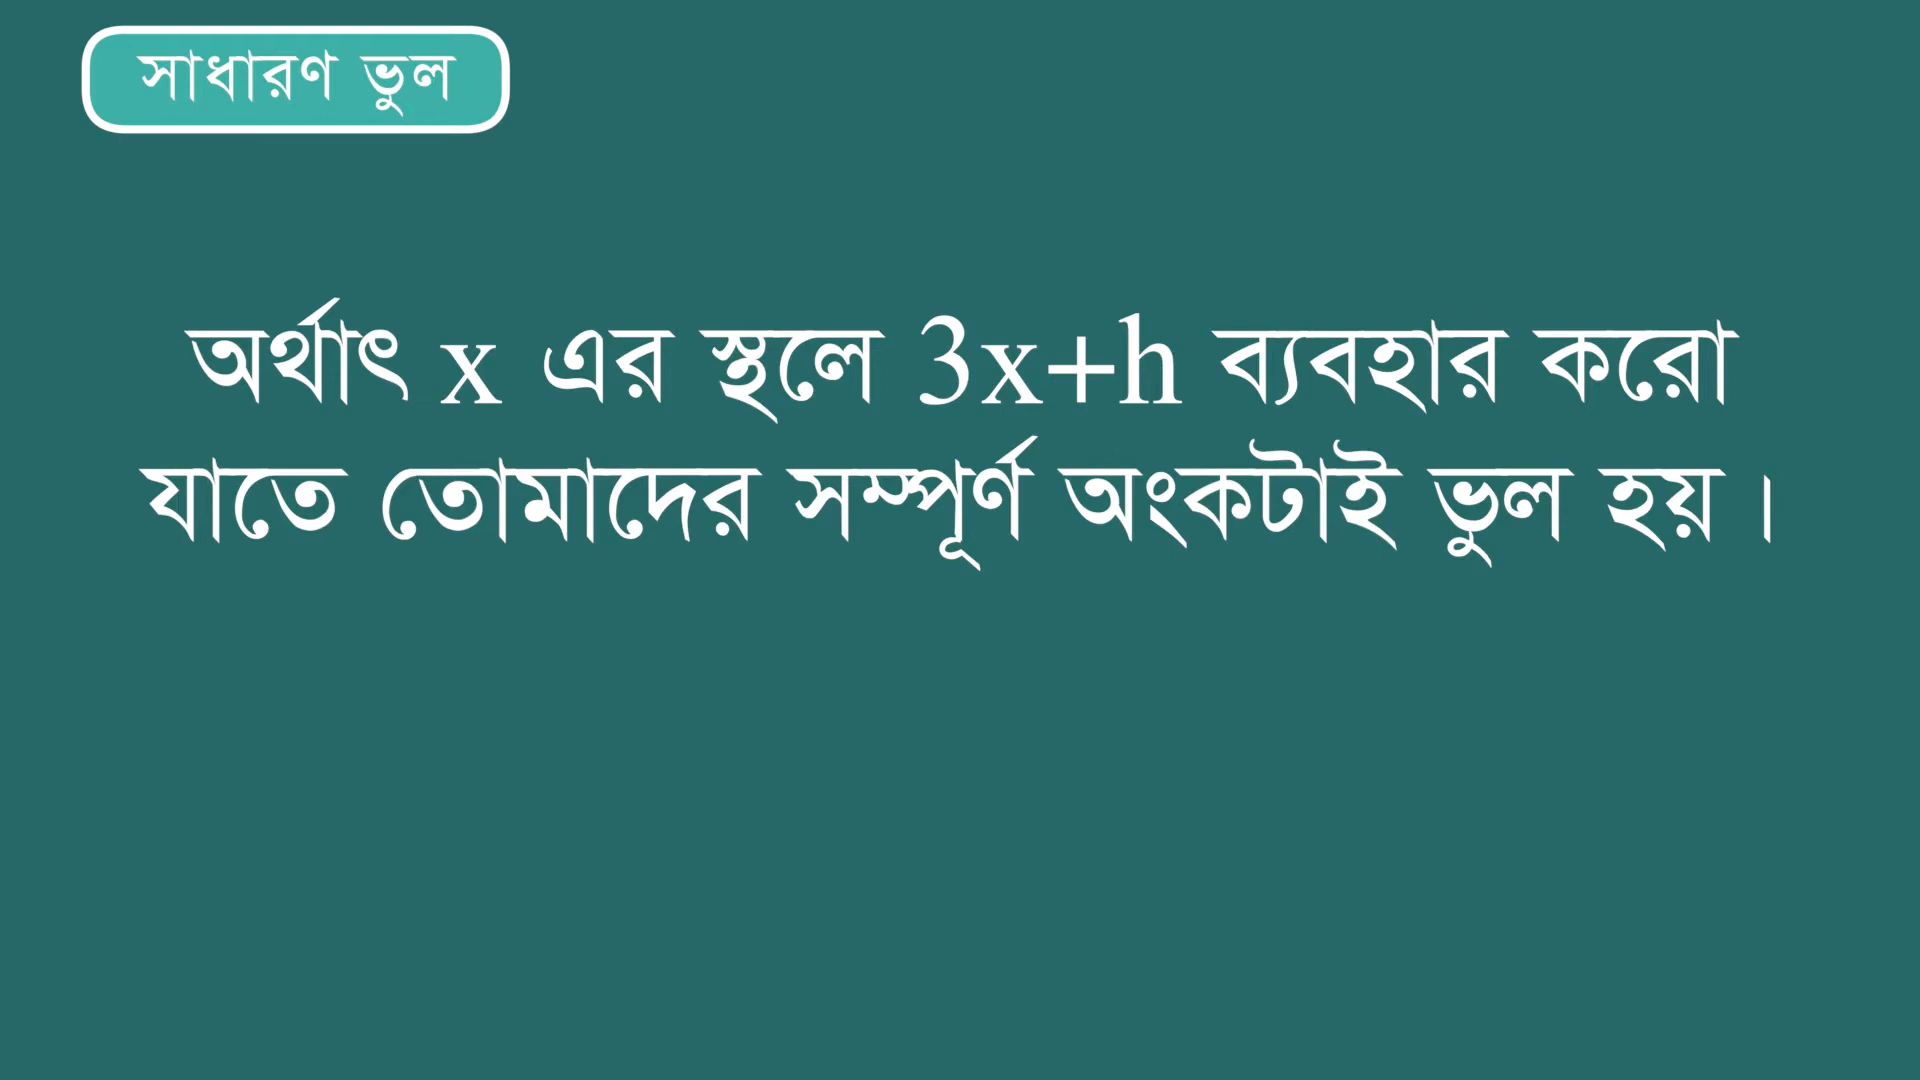 সাধারণ ভুল
অর্থাৎ x এর স্থলে 3x+h ব্যবহার করো
যাতে তোমাদের সম্পূর্ণ অংকটাই ভুল হয়।